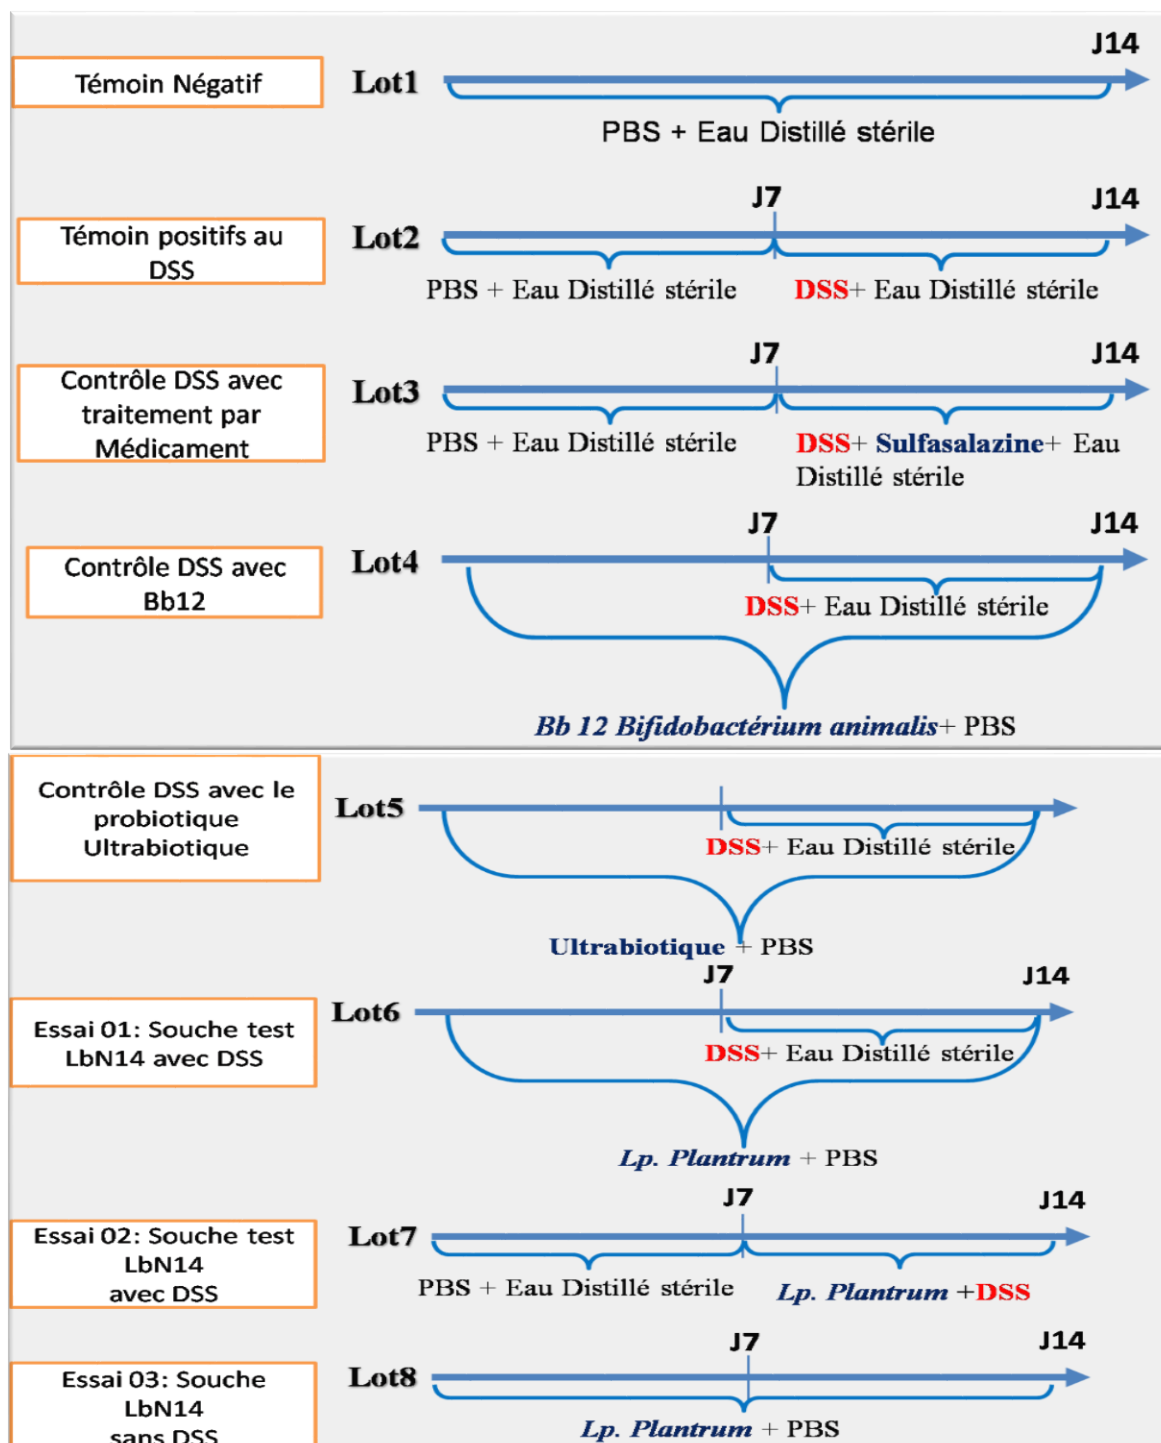 J14
Témoin Négatif
Lot1
PBS + Eau Distillé stérile
J7
J14
Témoin positifs au
DSS
Lot2
PBS + Eau Distillé stérile
DSS+ Eau Distillé stérile
J7
J14
Contrôle DSS avec
traitement par
Médicament
Lot3
PBS + Eau Distillé stérile
DSS+ Sulfasalazine+ Eau
Distillé stérile
J7
J14
Contrôle DSS avec
Bb12
Lot4
DSS+ Eau Distillé stérile
Bb 12 Bifidobactérium animalis+ PBS
Contrôle DSS avec le
probiotique
Ultrabiotique
Lot5
DSS+ Eau Distillé stérile
Ultrabiotique + PBS
J7
J14
Essai 01: Souche test
LbN14 avec DSS
Lot6
DSS+ Eau Distillé stérile
Lp. Plantrum + PBS
J7
J14
Essai 02: Souche test
LbN14
avec DSS
Lot7
PBS + Eau Distillé stérile
Lp. Plantrum +DSS
J7
J14
Essai 03: Souche
LbN14
sans DSS
Lot8
Lp. Plantrum + PBS